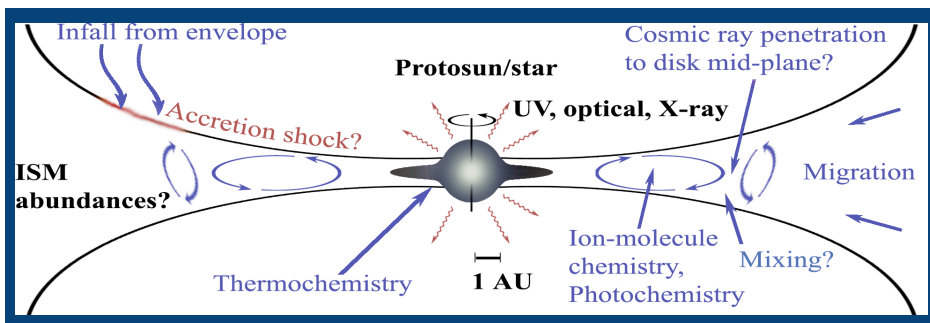 Infall from envelope
Accretion shock?
ISM
abundances?
Thermochemistry
Protosun/star
UV, optical, X-ray
1 AU
Cosmic ray penetration
to disk mid-plane?
Migration
Ion-molecule
chemistry,
Photochemistry
Mixing?